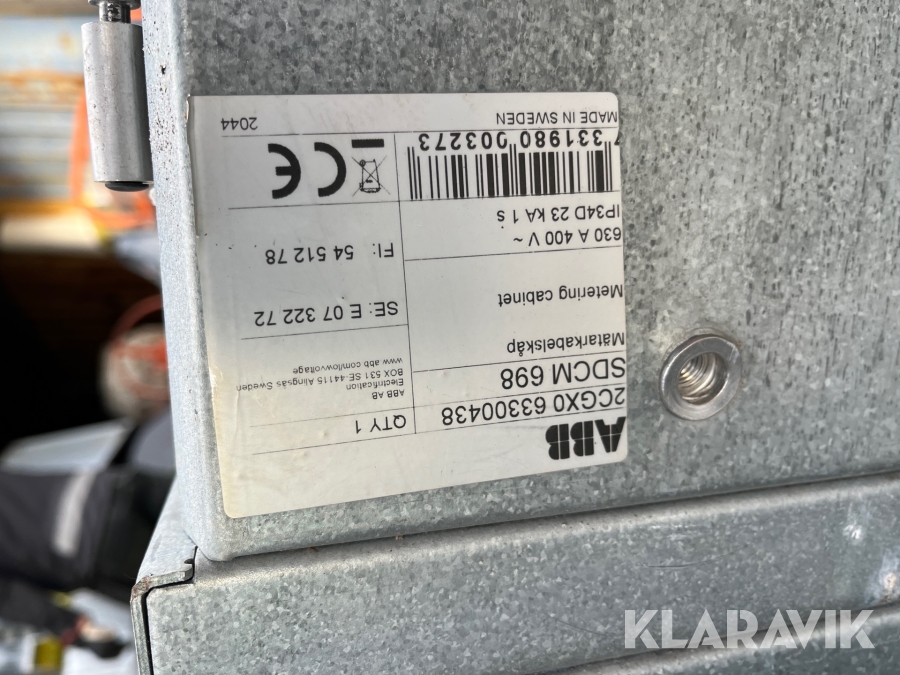 ABB
2CGX0 63300438
QTY 1
SDCM 698
ABB AB
Electrification
BOX 531 SE-44115 Alingsås Sweden
www.abb.com/lowvoltage
Mätarkabelskåp
Metering cabinet
SE: E 07 322 72
630 A 400 V ~
IP34D 23 kA 1 s
FI: 54 512 78
7 331980 003273
CE
MADE IN SWEDEN
2044
KLARAVIK